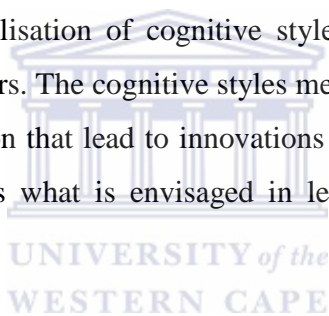 lisation of cognitive style
rs. The cognitive styles me
on that lead to innovations
s what is envisaged in le
UNIVERSITY of the
WESTERN CAPE